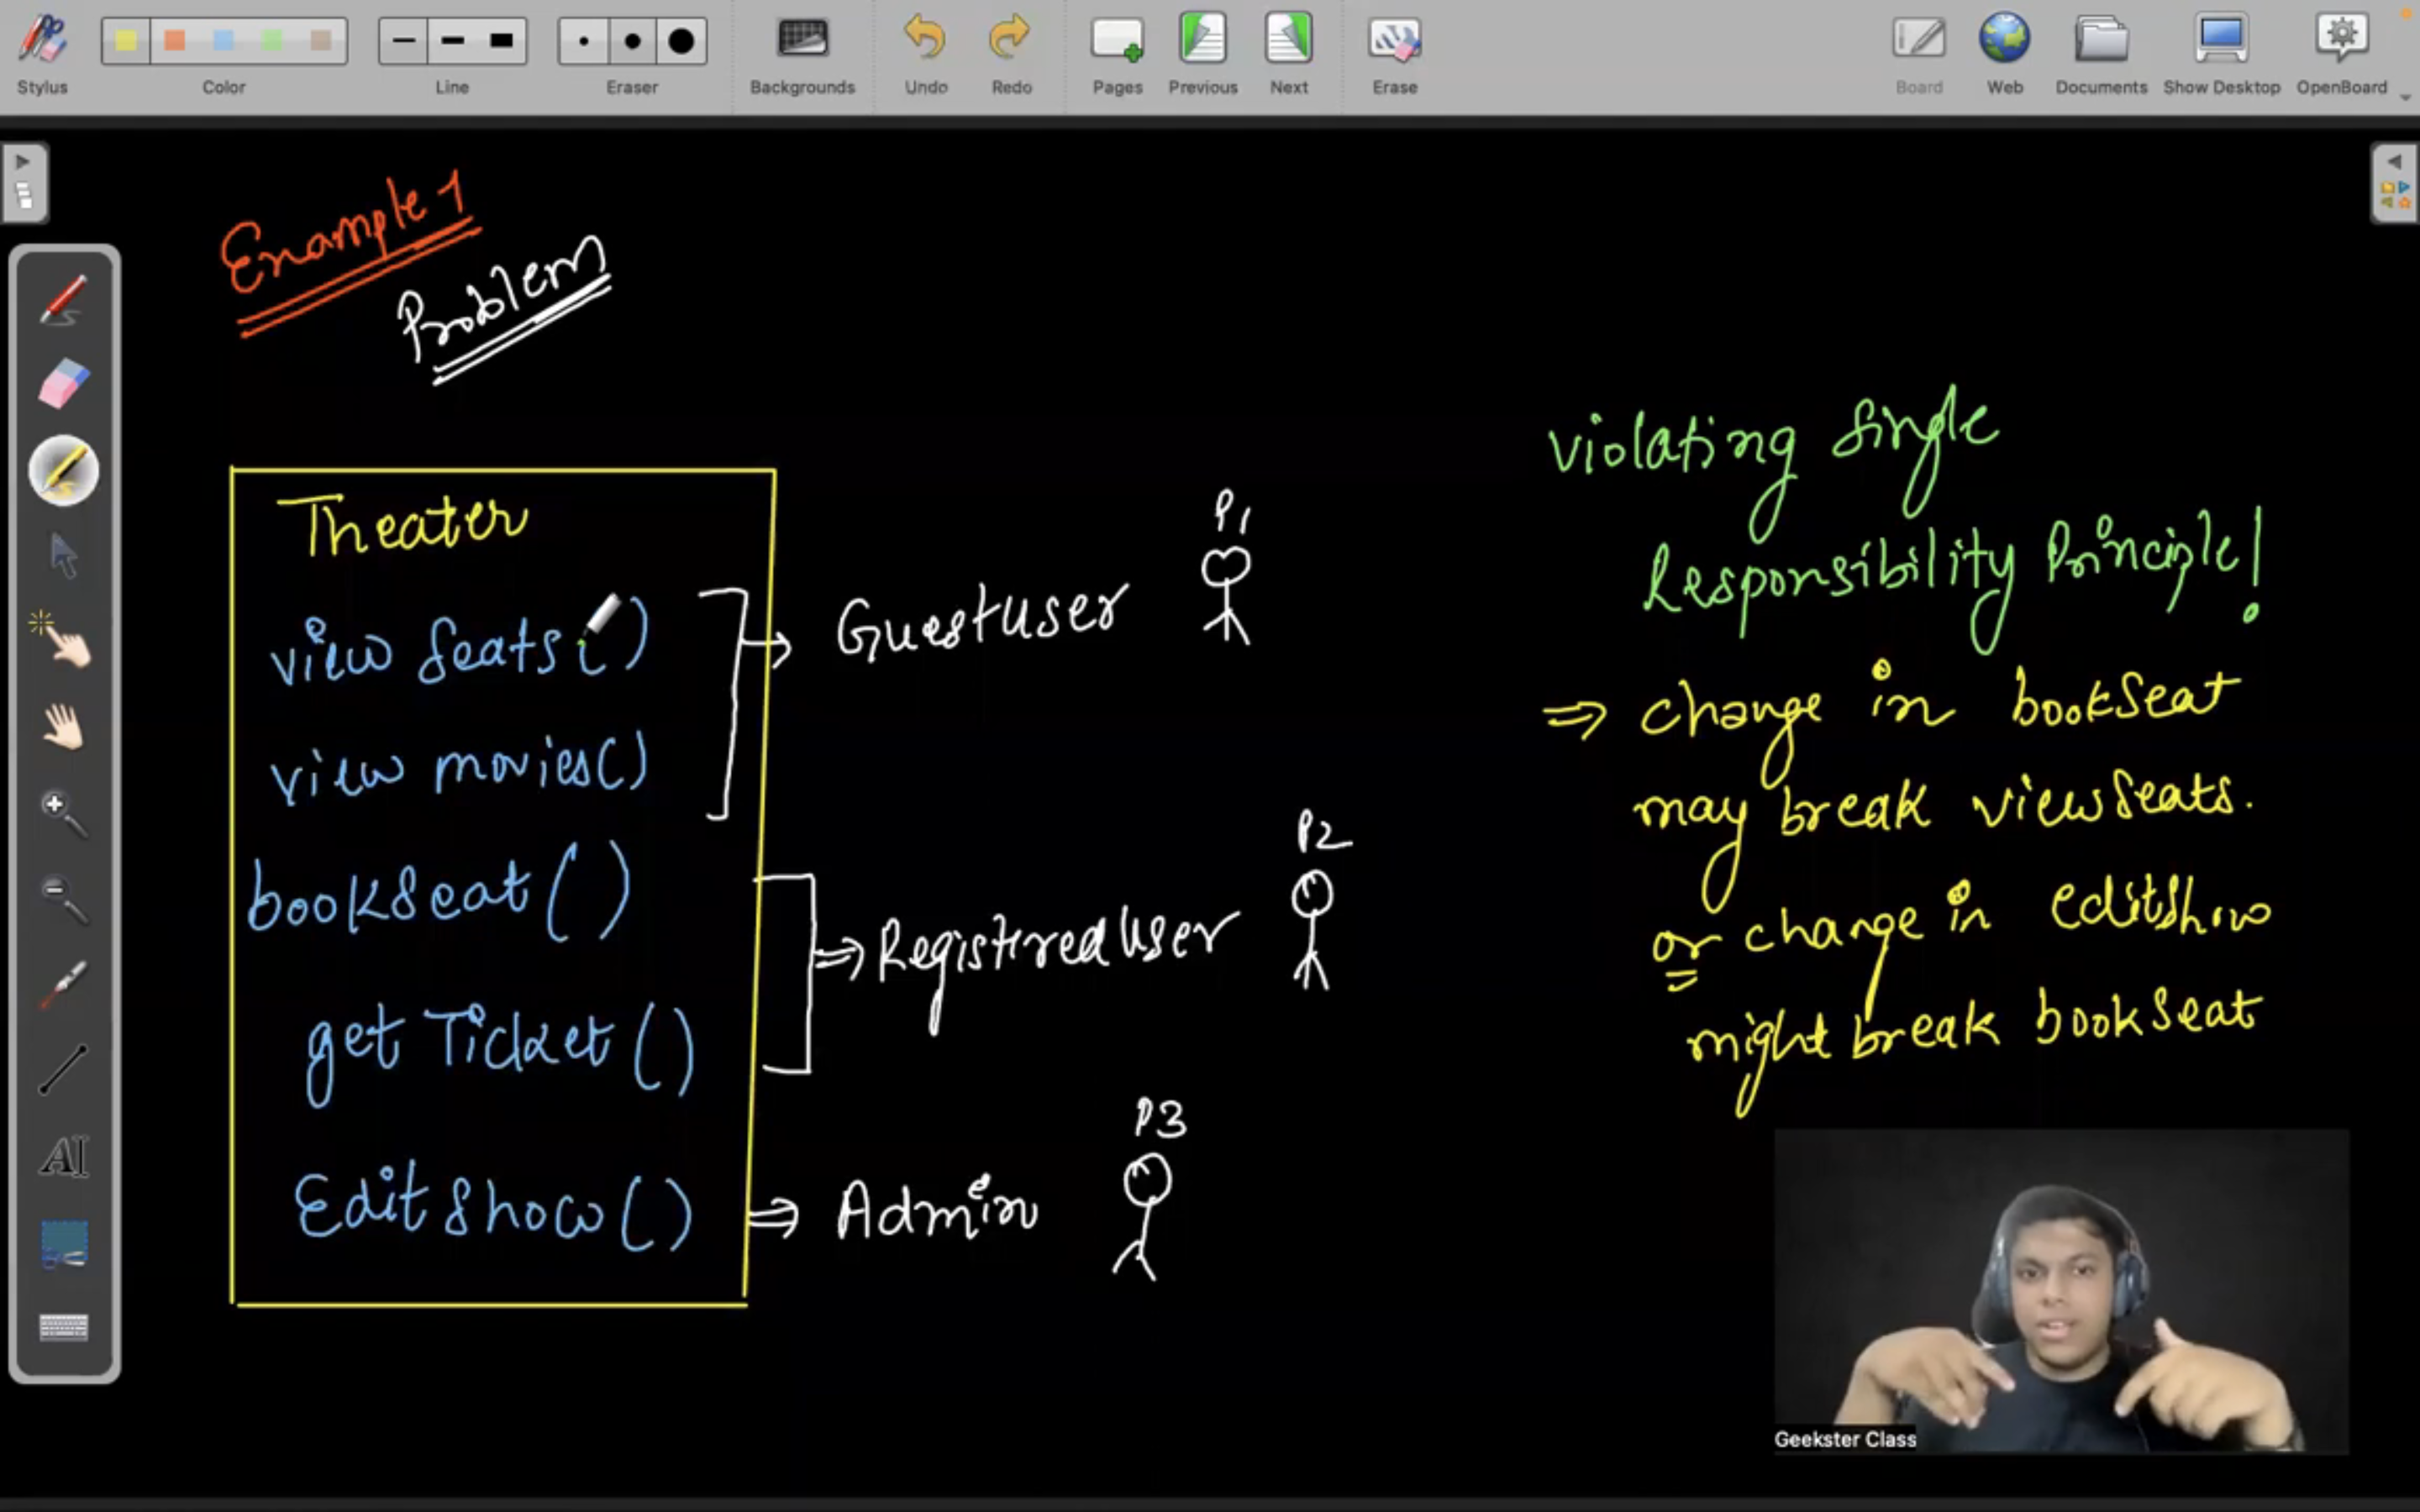 Stylus
Color
Line
Eraser
Backgrounds
Undo
Redo
Pages
Previous
Next
Erase
Board
Web
Documents
Show Desktop
OpenBoard
Example 1
Problem
Theater
view Seats()
view movies()
bookSeat()
get Ticket()
Edit Show()
GuestUser
P1
RegisteredUser
P2
Admin
P3
AI
violating Single
Responsibility Principle!
⇒ change in bookSeat
may break viewSeats.
or change in editShow
might break bookSeat
Geekster Class